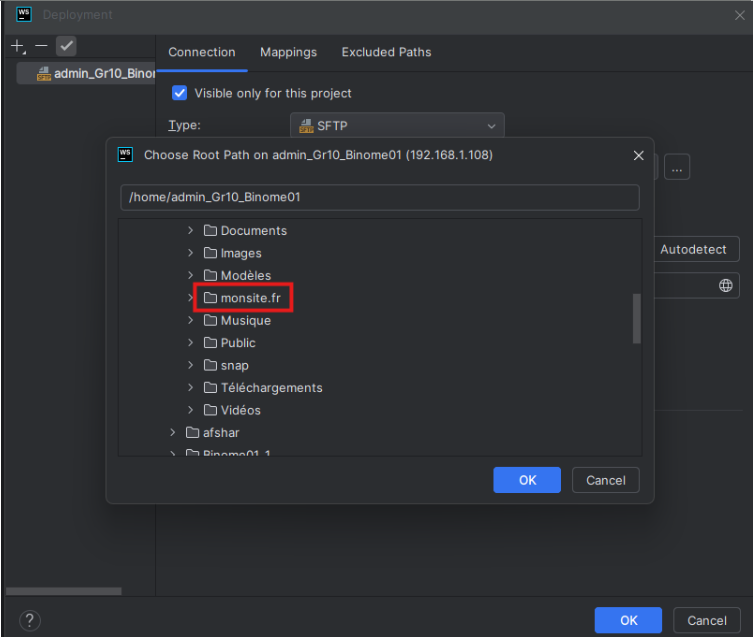 WS Deployment
admin_Gr10_Binor
Connection Mappings Excluded Paths
Visible only for this project
Type: SFTP
WS Choose Root Path on admin_Gr10_Binome01 (192.168.1.108)
...
/home/admin_Gr10_Binome01
Documents
Images
Autodetect
Modèles
monsite.fr
Musique
Public
snap
Téléchargements
Vidéos
afshar
Binome01_1
OK Cancel
? OK Cancel